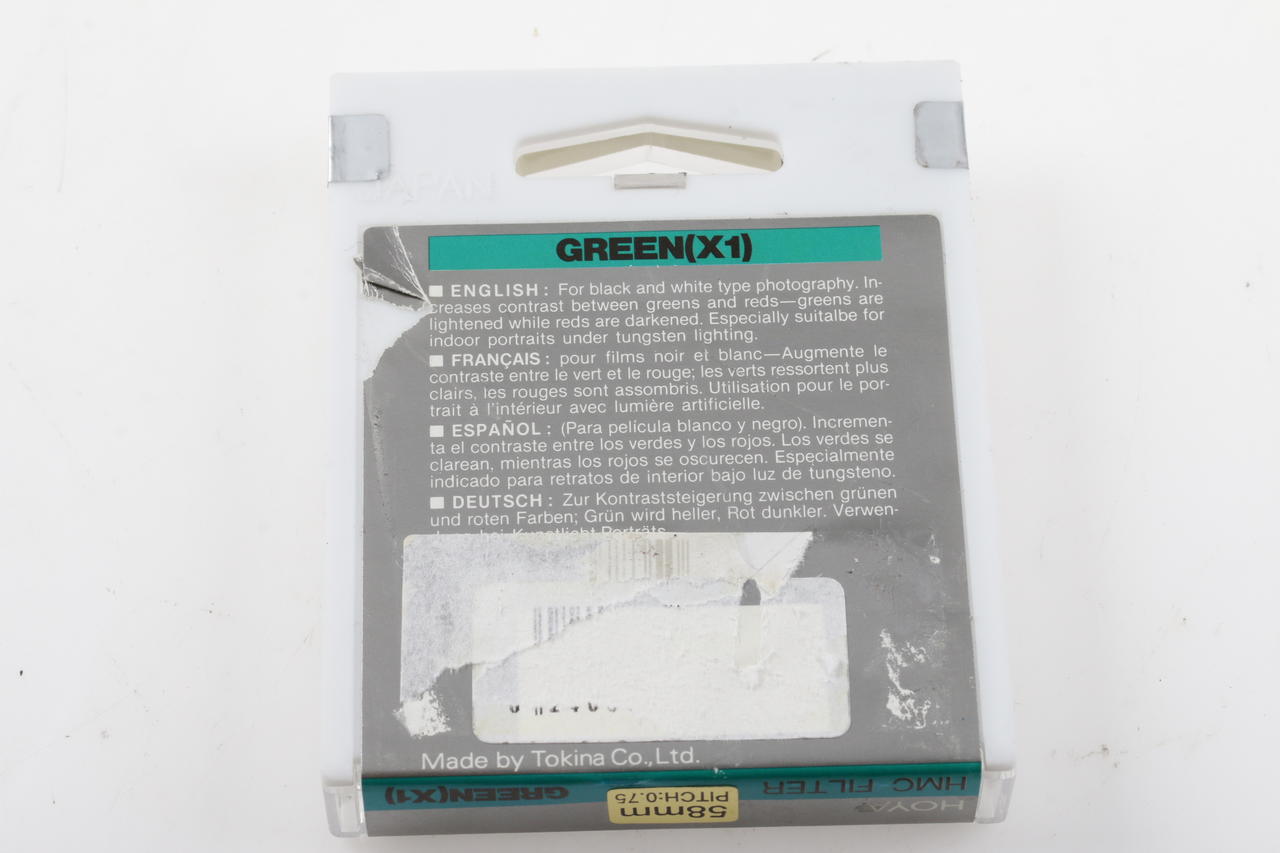 JAPAN
GREEN(X1)
■ ENGLISH : For black and white type photography. In-
creases contrast between greens and reds—greens are
lightened while reds are darkened. Especially suitalbe for
indoor portraits under tungsten lighting.
■ FRANÇAIS : pour films noir et blanc—Augmente le
contraste entre le vert et le rouge; les verts ressortent plus
clairs, les rouges sont assombris. Utilisation pour le por-
trait à l'intérieur avec lumière artificielle.
■ ESPAÑOL : (Para película blanco y negro). Incremen-
ta el contraste entre los verdes y los rojos. Los verdes se
clarean, mientras los rojos se oscurecen. Especialmente
indicado para retratos de interior bajo luz de tungsteno.
■ DEUTSCH : Zur Kontraststeigerung zwischen grünen
und roten Farben; Grün wird heller, Rot dunkler. Verwen-
bei Kunstlicht Porträts.
Made by Tokina Co., Ltd.
HOYA
HMC FILTER
58mm
PITCH:0.75
GREEN(X1)